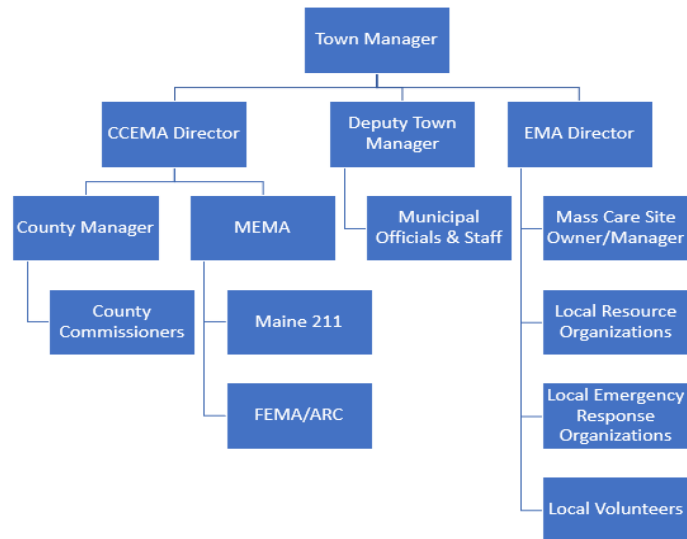 Town Manager
CCEMA Director
Deputy Town
Manager
EMA Director
County Manager
MEMA
Municipal
Officials & Staff
Mass Care Site
Owner/Manager
County
Commissioners
Maine 211
Local Resource
Organizations
FEMA/ARC
Local Emergency
Response
Organizations
Local Volunteers